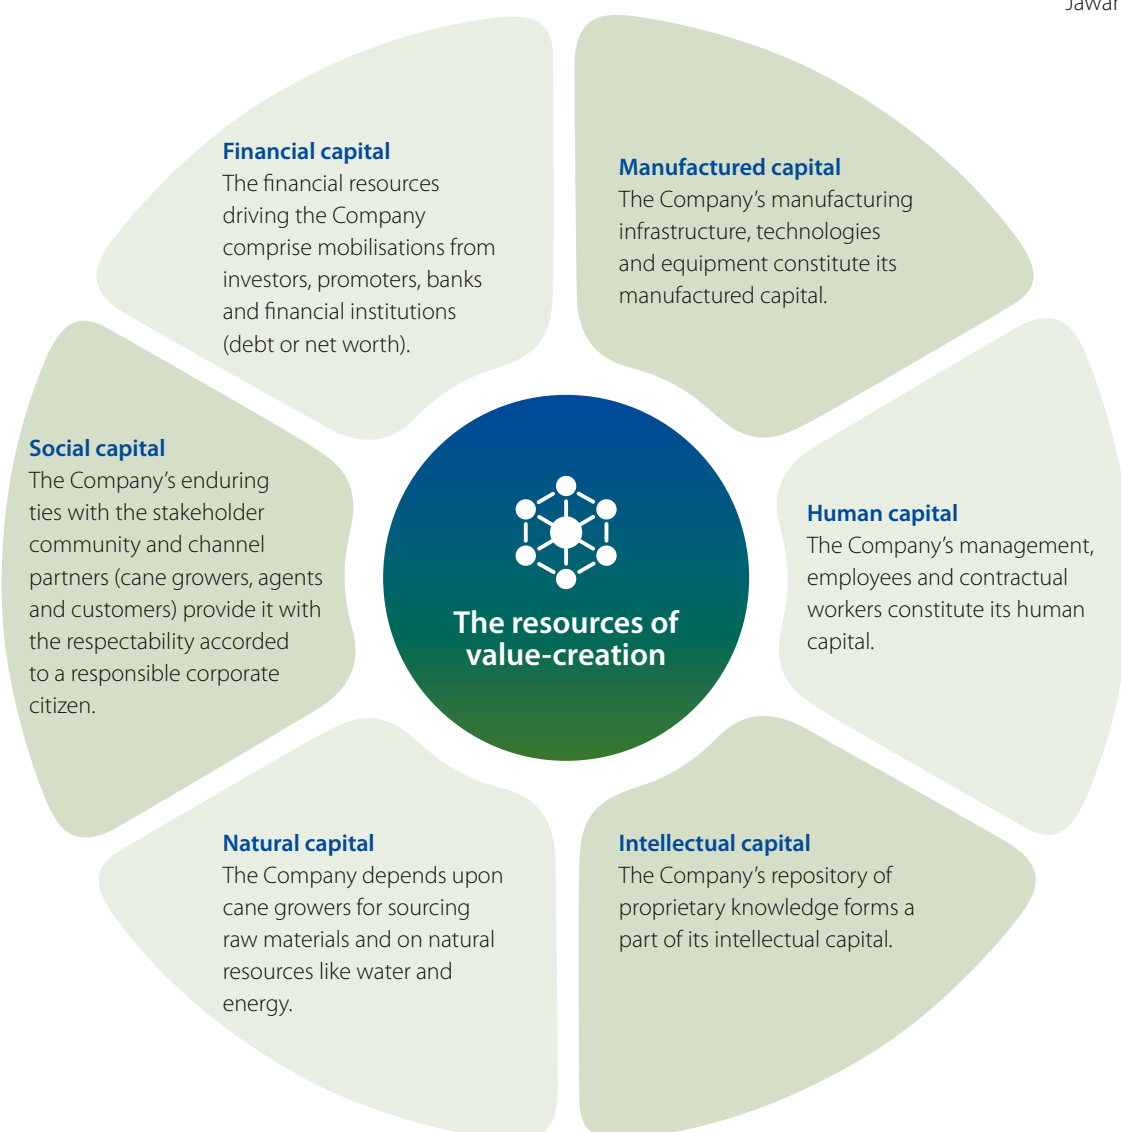 Financial capital
The financial resources
driving the Company
comprise mobilisations from
investors, promoters, banks
and financial institutions
(debt or net worth).
Manufactured capital
The Company's manufacturing
infrastructure, technologies
and equipment constitute its
manufactured capital.
Social capital
The Company's enduring
ties with the stakeholder
community and channel
partners (cane growers, agents
and customers) provide it with
the respectability accorded
to a responsible corporate
citizen.
The resources of
value-creation
Human capital
The Company's management,
employees and contractual
workers constitute its human
capital.
Natural capital
The Company depends upon
cane growers for sourcing
raw materials and on natural
resources like water and
energy.
Intellectual capital
The Company's repository of
proprietary knowledge forms a
part of its intellectual capital.